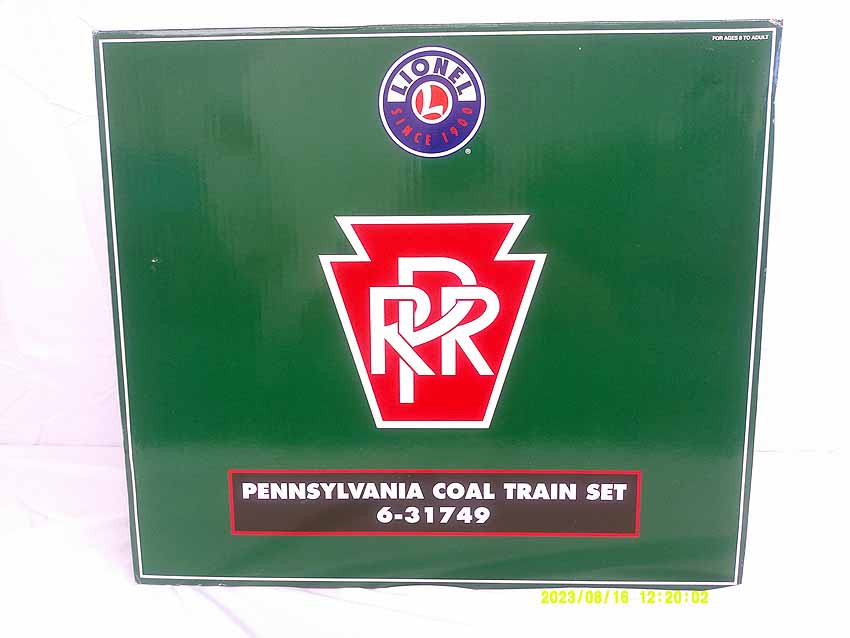 FOR AGES 8 TO ADULT
LIONEL
L
SINCE 1900
®
PRR
PENNSYLVANIA COAL TRAIN SET
6-31749
2023/08/16 12:20:02